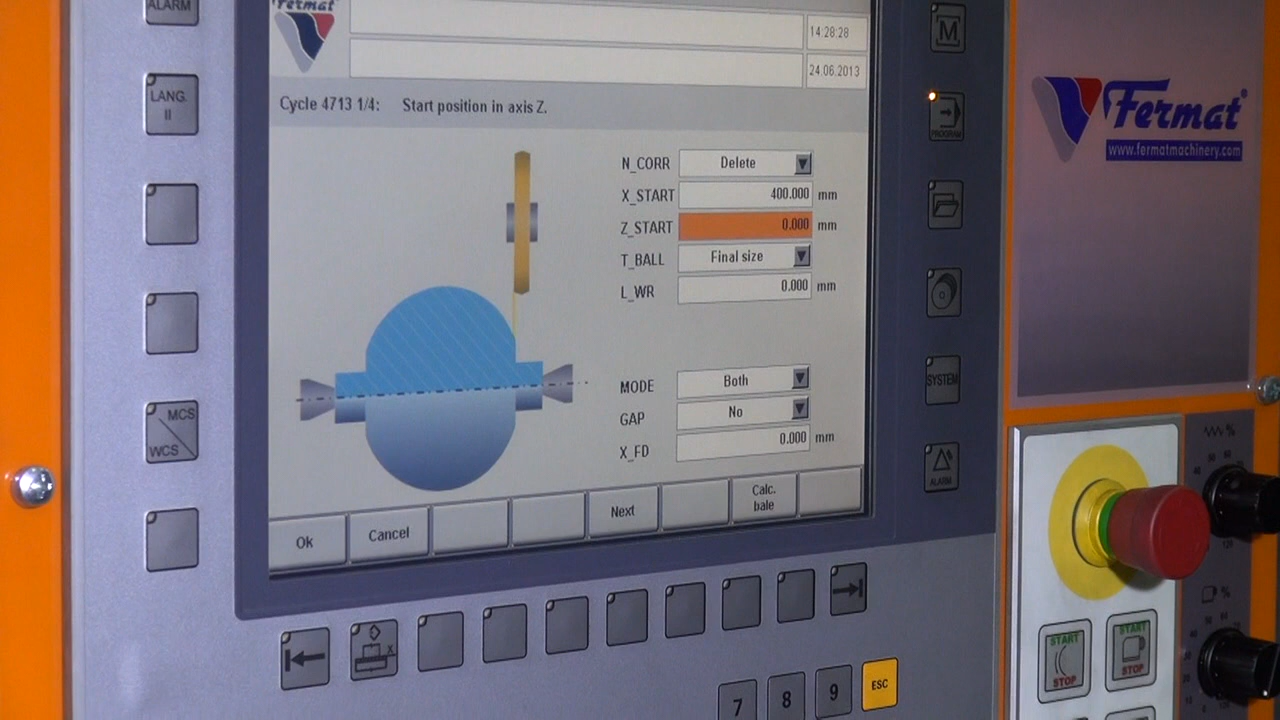 ALARM
Fermat
14:28:28
24.06.2013
M
LANG.
II
Cycle 4713 1/4: Start position in axis Z.
PROGRAM
Fermat®
www.fermatmachinery.com
N_CORR Delete
X_START 400.000 mm
Z_START 0.000 mm
T_BALL Final size
L_WR 0.000 mm
MODE Both
GAP No
X_FD 0.000 mm
SYSTEM
MCS
WCS
ALARM
Ok Cancel Next Calc. bale
%
120
%
X
START
STOP
START
STOP
7 8 9 ESC